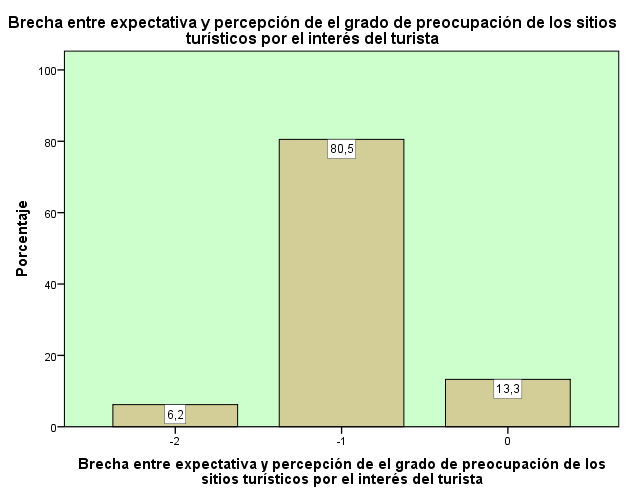 Brecha entre expectativa y percepción de el grado de preocupación de los sitios
turísticos por el interés del turista
100
80
60
40
20
0
Porcentaje
80,5
13,3
6,2
-2
-1
0
Brecha entre expectativa y percepción de el grado de preocupación de los
sitios turísticos por el interés del turista